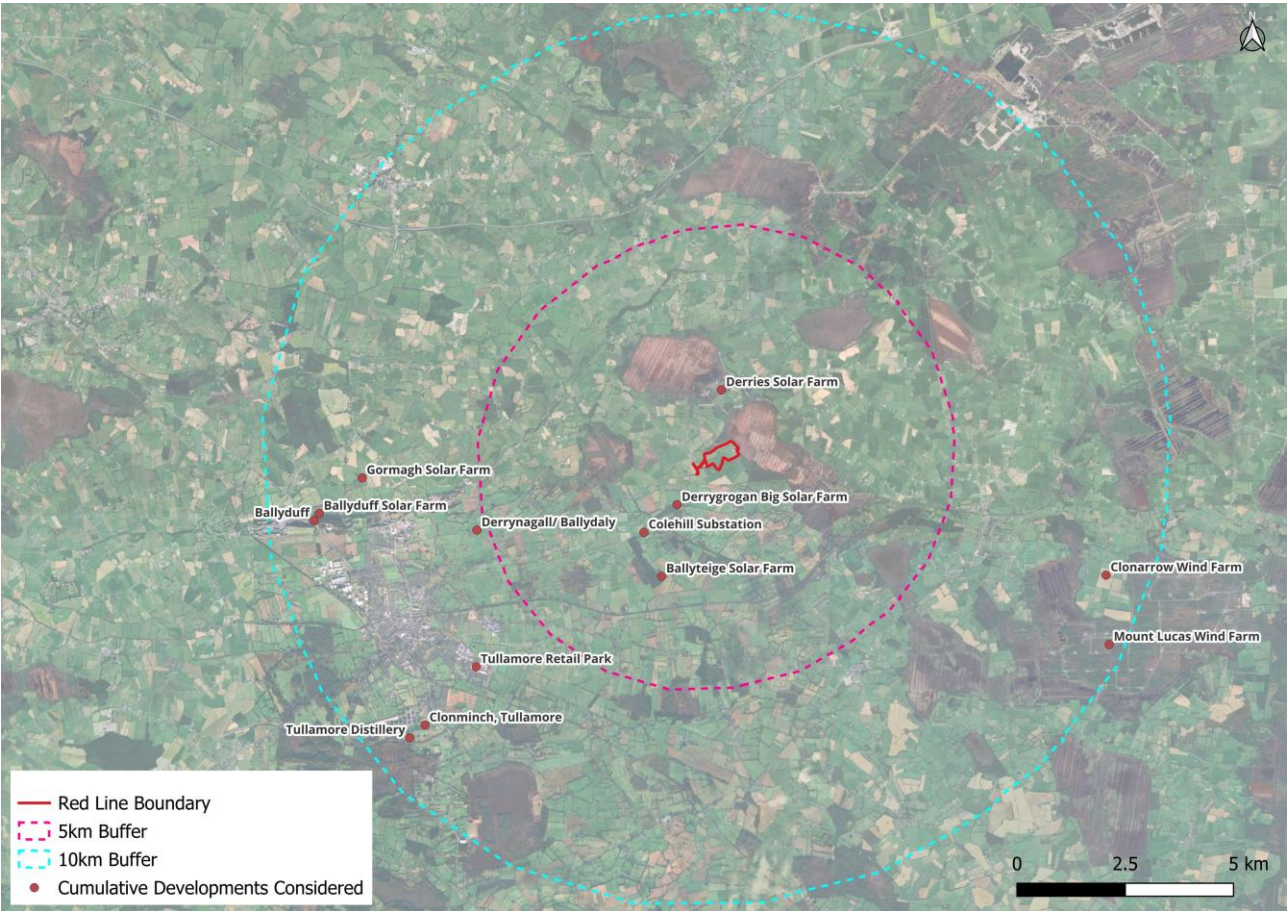 Derries Solar Farm
Gormagh Solar Farm
Derrygrogan Big Solar Farm
Ballyduff Solar Farm
Ballyduff
Derrynagall/ Ballydaly
Colehill Substation
Ballyteige Solar Farm
Clonarrow Wind Farm
Mount Lucas Wind Farm
Tullamore Retail Park
Clonminch, Tullamore
Tullamore Distillery
Red Line Boundary
5km Buffer
10km Buffer
Cumulative Developments Considered
0 2.5 5 km